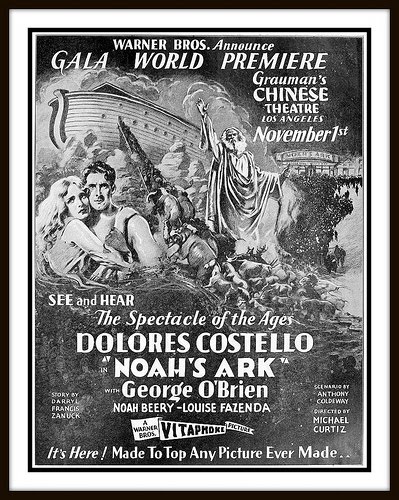 WARNER BROS. Announce
GALA WORLD PREMIERE
Grauman's
CHINESE
THEATRE
LOS ANGELES
November 1st
NOAH'S ARK
SEE and HEAR
The Spectacle of the Ages
DOLORES COSTELLO
IN "NOAH'S ARK"
WITH George O'Brien
NOAH BEERY - LOUISE FAZENDA
STORY BY
DARRYL
FRANCIS
ZANUCK
SCENARIO BY
ANTHONY
COLDEWAY
DIRECTED BY
MICHAEL
CURTIZ
A
WARNER
BROS.
VITAPHONE
PICTURE
It's Here! Made To Top Any Picture Ever Made..